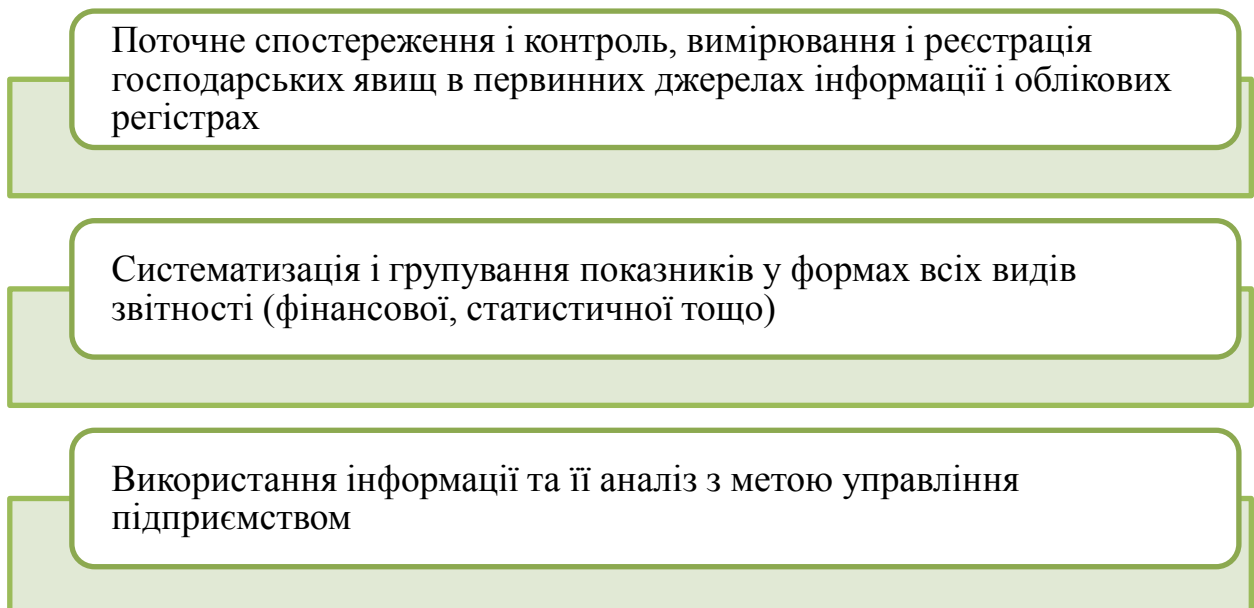 Поточне спостереження і контроль, вимірювання і реєстрація
господарських явищ в первинних джерелах інформації і облікових
регістрах
Систематизація і групування показників у формах всіх видів
звітності (фінансової, статистичної тощо)
Використання інформації та її аналіз з метою управління
підприємством